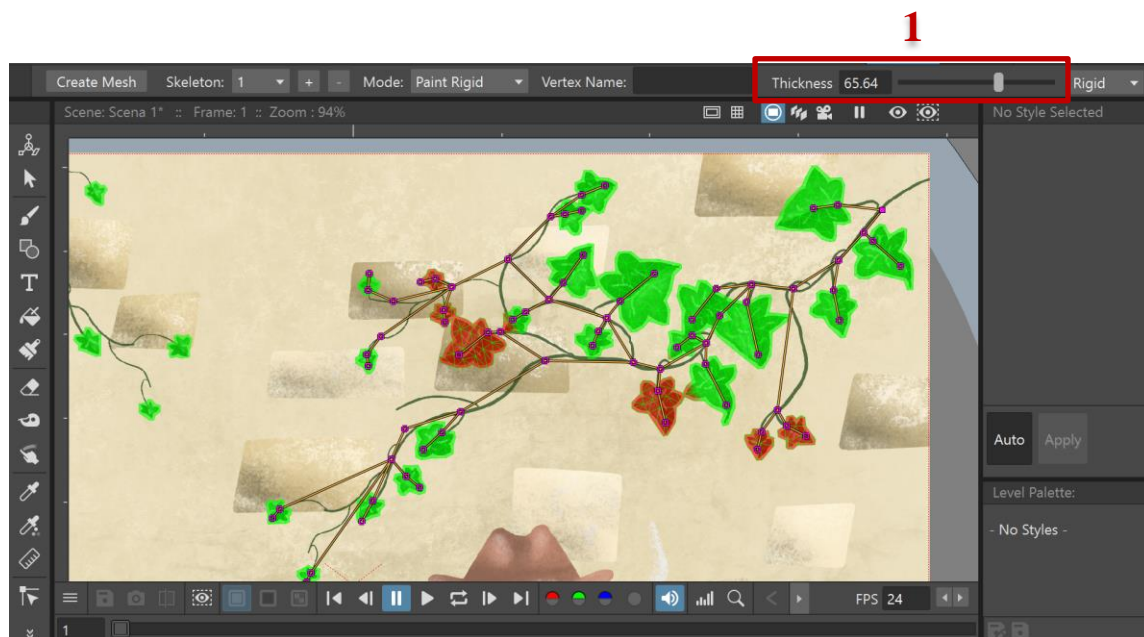 1
Create Mesh Skeleton: 1 + - Mode: Paint Rigid Vertex Name: Thickness 65.64 Rigid
Scene: Scena 1* :: Frame: 1 :: Zoom : 94% No Style Selected
T
Auto Apply
Level Palette:
- No Styles -
FPS 24
1